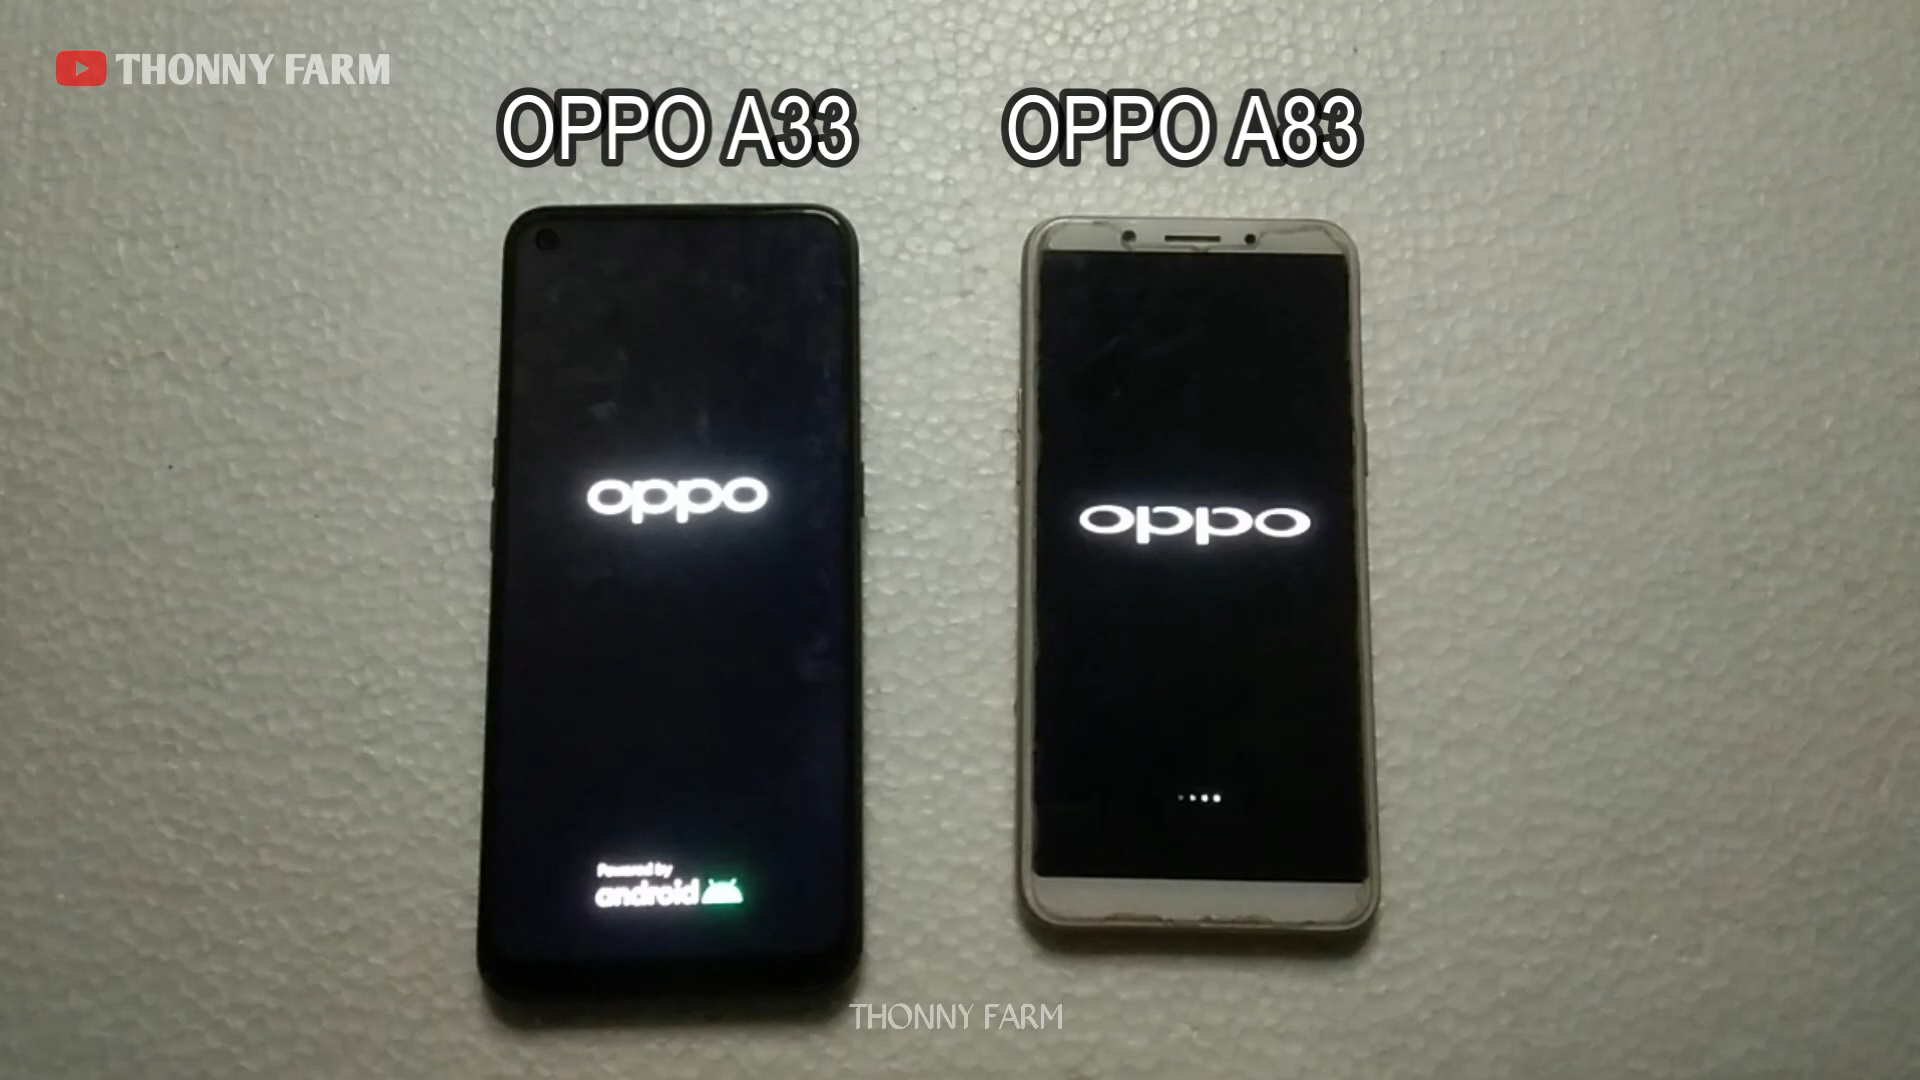 THONNY FARM
OPPO A33
OPPO A83
oppo
oppo
Powered by
android
THONNY FARM